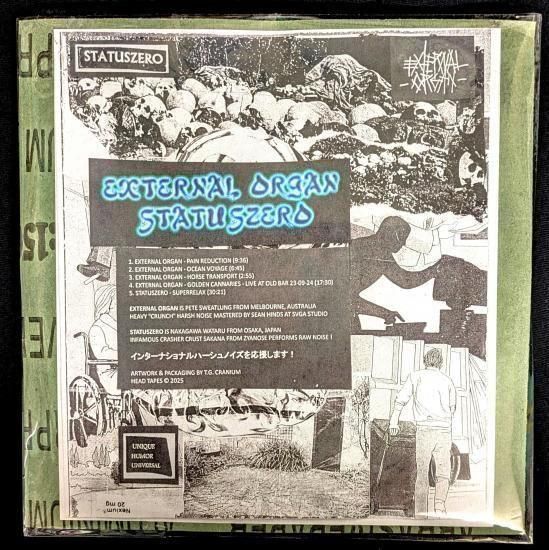 STATUSZERO
EXTERNAL ORGAN
EXTERNAL ORGAN
STATUSZERO
1. EXTERNAL ORGAN - PAIN REDUCTION (9:36)
2. EXTERNAL ORGAN - OCEAN VOYAGE (6:45)
3. EXTERNAL ORGAN - HORSE TRANSPORT (2:55)
4. EXTERNAL ORGAN - GOLDEN CANNARIES - LIVE AT OLD BAR 23-09-24 (17:30)
5. STATUSZERO - SUPERRELAX (30:21)
EXTERNAL ORGAN IS PETE SWEATLUNG FROM MELBOURNE, AUSTRALIA
HEAVY "CRUNCH" HARSH NOISE MASTERED BY SEAN HINDS AT SVGA STUDIO
STATUSZERO IS NAKAGAWA WATARU FROM OSAKA, JAPAN
INFAMOUS CRASHER CRUST SAKANA FROM ZYANOSE PERFORMS RAW NOISE !
インターナショナルハーシュノイズを応援します！
ARTWORK & PACKAGING BY T.G. CRANIUM
HEAD TAPES © 2025
UNIQUE
HUMOR
UNIVERSAL
Nexium®
20 mg